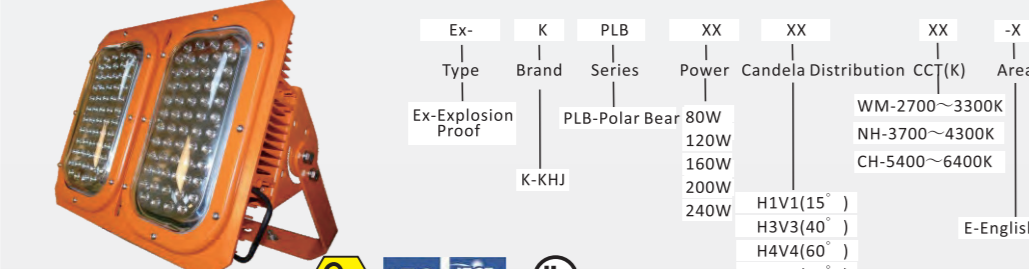 Ex- K PLB XX XX XX -X
Type Brand Series Power Candela Distribution CCT(K) Area
Ex-Explosion
Proof
K-KHJ
PLB-Polar Bear
80W
120W
160W
200W
240W
H1V1(15° )
H3V3(40° )
H4V4(60° )
WM-2700～3300K
NH-3700～4300K
CH-5400～6400K
E-English